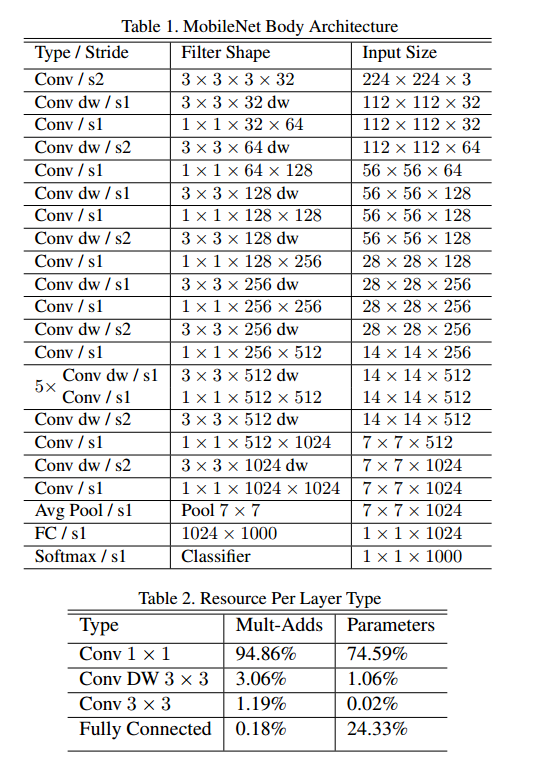 Table 1. MobileNet Body Architecture
Type / Stride Filter Shape Input Size
Conv / s2 3 × 3 × 3 × 32 224 × 224 × 3
Conv dw / s1 3 × 3 × 32 dw 112 × 112 × 32
Conv / s1 1 × 1 × 32 × 64 112 × 112 × 32
Conv dw / s2 3 × 3 × 64 dw 112 × 112 × 64
Conv / s1 1 × 1 × 64 × 128 56 × 56 × 64
Conv dw / s1 3 × 3 × 128 dw 56 × 56 × 128
Conv / s1 1 × 1 × 128 × 128 56 × 56 × 128
Conv dw / s2 3 × 3 × 128 dw 56 × 56 × 128
Conv / s1 1 × 1 × 128 × 256 28 × 28 × 128
Conv dw / s1 3 × 3 × 256 dw 28 × 28 × 256
Conv / s1 1 × 1 × 256 × 256 28 × 28 × 256
Conv dw / s2 3 × 3 × 256 dw 28 × 28 × 256
Conv / s1 1 × 1 × 256 × 512 14 × 14 × 256
5× Conv dw / s1 3 × 3 × 512 dw 14 × 14 × 512
Conv / s1 1 × 1 × 512 × 512 14 × 14 × 512
Conv dw / s2 3 × 3 × 512 dw 14 × 14 × 512
Conv / s1 1 × 1 × 512 × 1024 7 × 7 × 512
Conv dw / s2 3 × 3 × 1024 dw 7 × 7 × 1024
Conv / s1 1 × 1 × 1024 × 1024 7 × 7 × 1024
Avg Pool / s1 Pool 7 × 7 7 × 7 × 1024
FC / s1 1024 × 1000 1 × 1 × 1024
Softmax / s1 Classifier 1 × 1 × 1000
Table 2. Resource Per Layer Type
Type Mult-Adds Parameters
Conv 1 × 1 94.86% 74.59%
Conv DW 3 × 3 3.06% 1.06%
Conv 3 × 3 1.19% 0.02%
Fully Connected 0.18% 24.33%